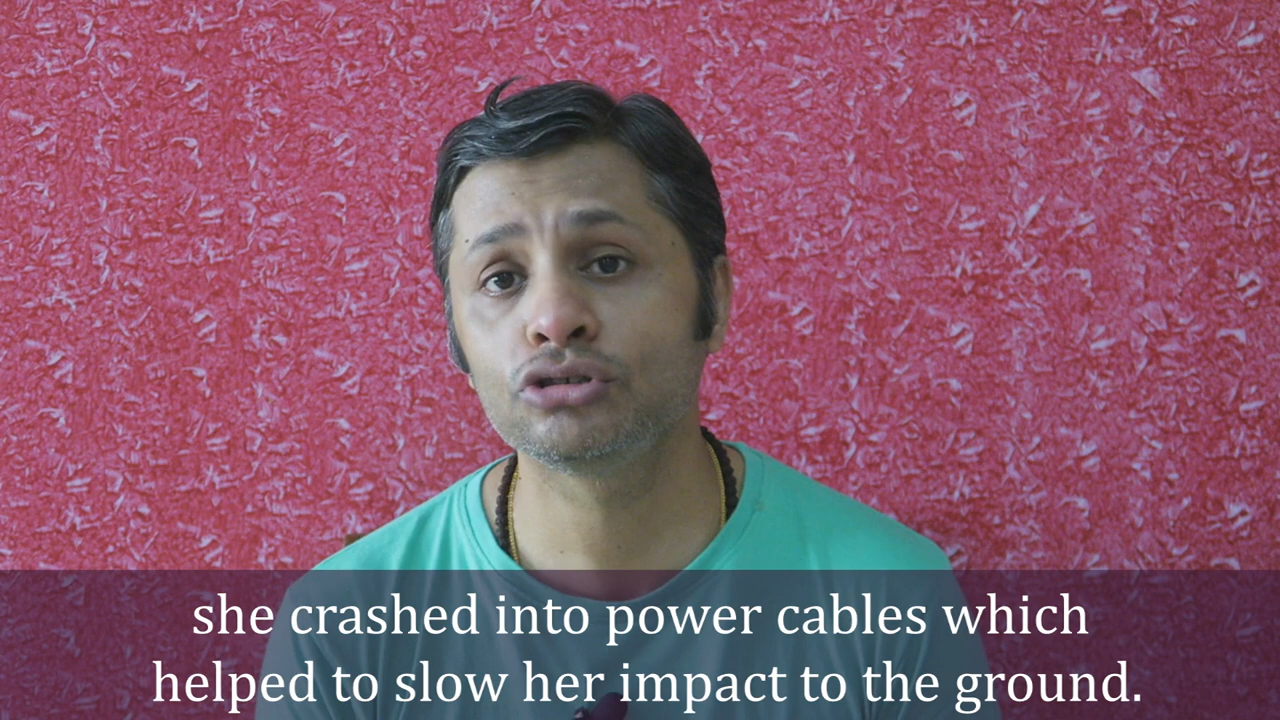 she crashed into power cables which
helped to slow her impact to the ground.